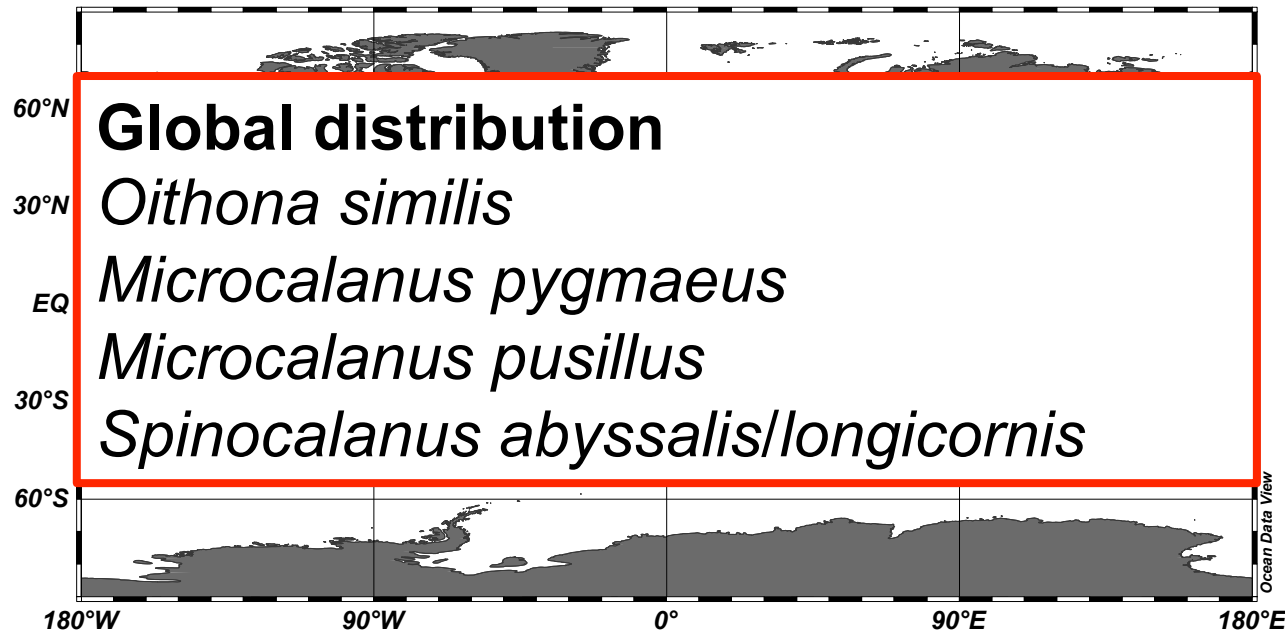 60°N
Global distribution
Oithona similis
30°N
Microcalanus pygmaeus
EQ
Microcalanus pusillus
30°S
Spinocalanus abyssalis/longicornis
60°S
Ocean Data View
180°W 90°W 0° 90°E 180°E